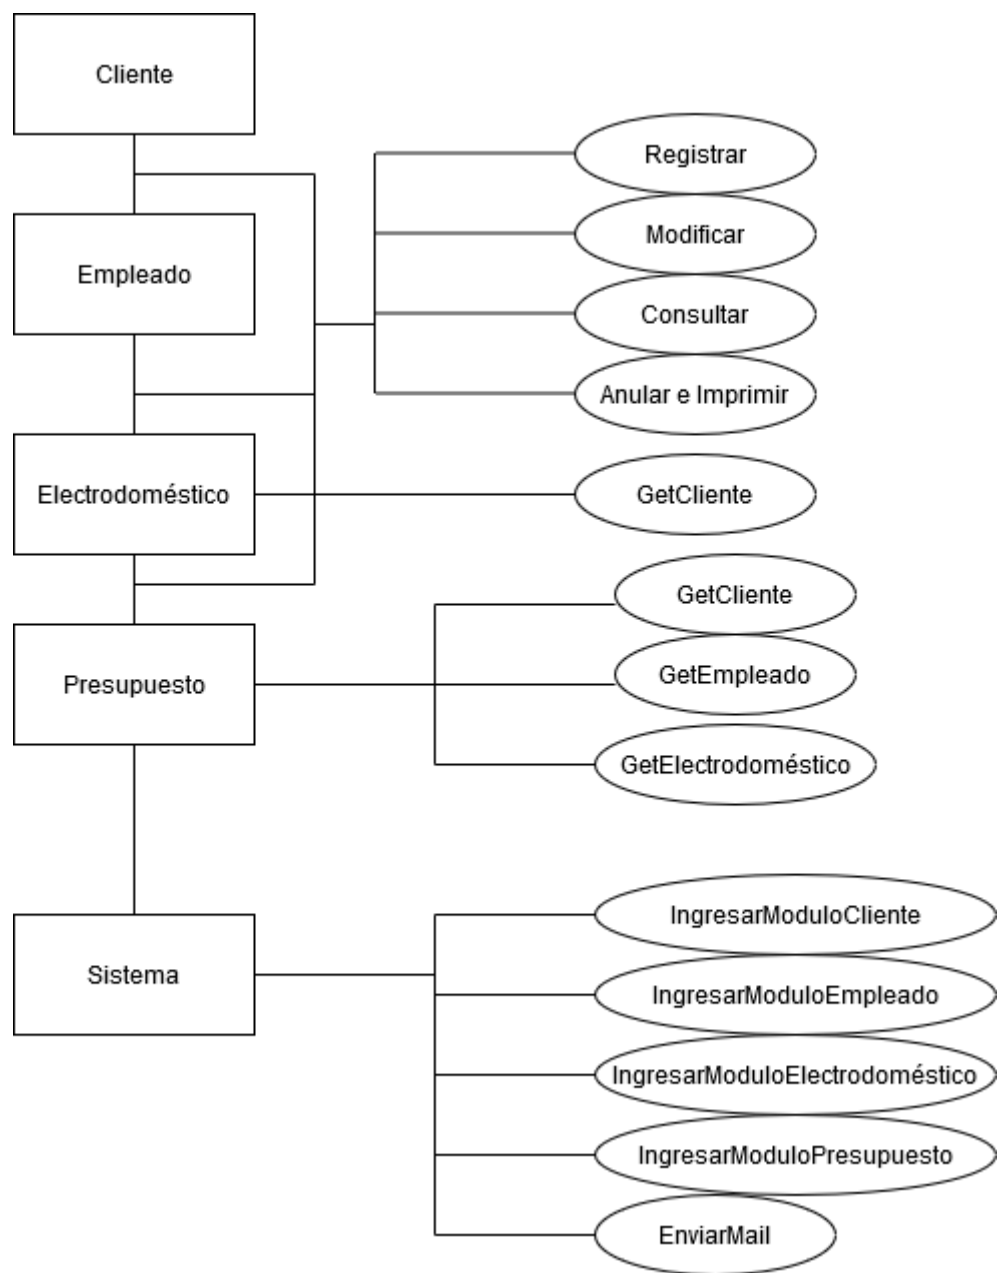 Cliente
Registrar
Modificar
Empleado
Consultar
Anular e Imprimir
Electrodoméstico
GetCliente
GetCliente
Presupuesto
GetEmpleado
GetElectrodoméstico
IngresarModuloCliente
Sistema
IngresarModuloEmpleado
IngresarModuloElectrodoméstico
IngresarModuloPresupuesto
EnviarMail